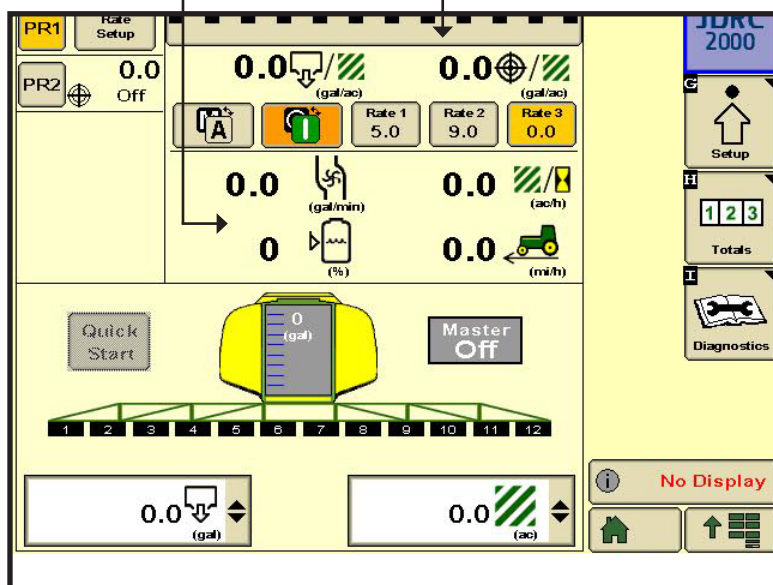 PR1
Rate
Setup
JDRC
2000
PR2
0.0
Off
0.0
/
(gal/ac)
0.0
/
(gal/ac)
A
I
Rate 1
5.0
Rate 2
9.0
Rate 3
0.0
G
Setup
0.0
(gal/min)
0.0
/
(ac/h)
H
1 2 3
Totals
0
(%)
0.0
(mi/h)
I
Diagnostics
Quick
Start
0
(gal)
Master
Off
1 2 3 4 5 6 7 8 9 10 11 12
0.0
(gal)
0.0
(ac)
i No Display